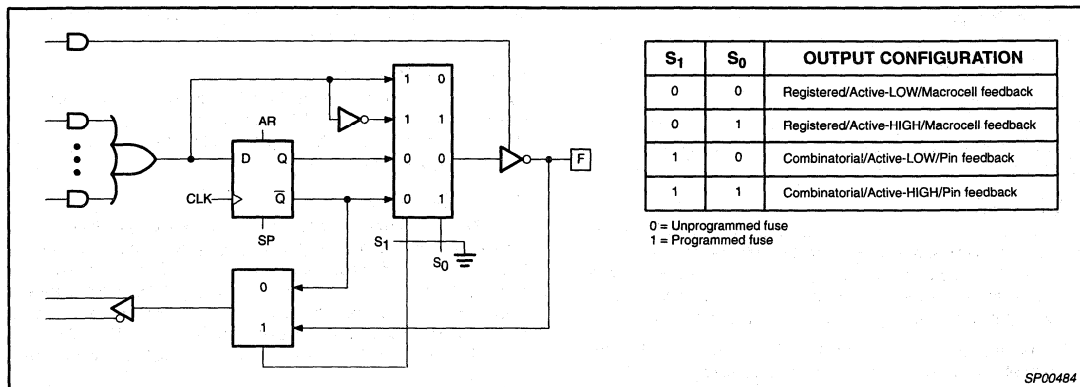 AR
D Q
CLK Q
SP
1 0
1 1
0 0
0 1
S1
S0
F
0
1
S1 S0 OUTPUT CONFIGURATION
0 0 Registered/Active-LOW/Macrocell feedback
0 1 Registered/Active-HIGH/Macrocell feedback
1 0 Combinatorial/Active-LOW/Pin feedback
1 1 Combinatorial/Active-HIGH/Pin feedback
0 = Unprogrammed fuse
1 = Programmed fuse
SP00484